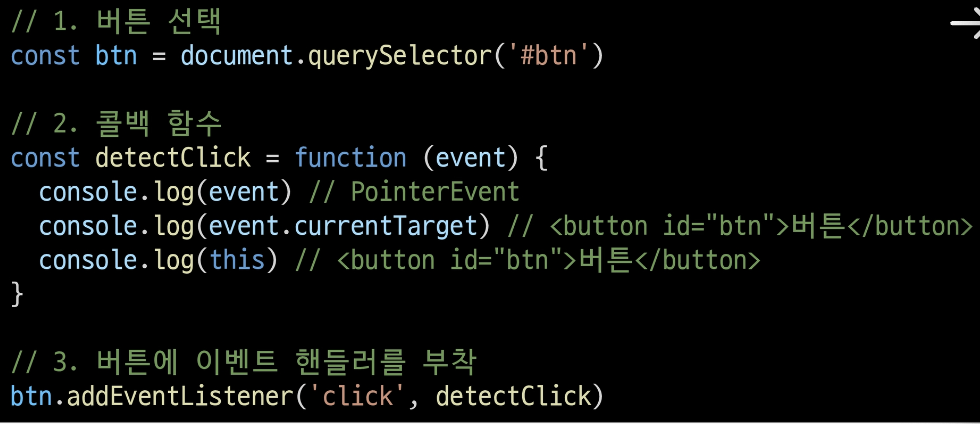 // 1. 버튼 선택
const btn = document.querySelector('#btn')
// 2. 콜백 함수
const detectClick = function (event) {
  console.log(event) // PointerEvent
  console.log(event.currentTarget) // <button id="btn">버튼</button>
  console.log(this) // <button id="btn">버튼</button>
}
// 3. 버튼에 이벤트 핸들러를 부착
btn.addEventListener('click', detectClick)